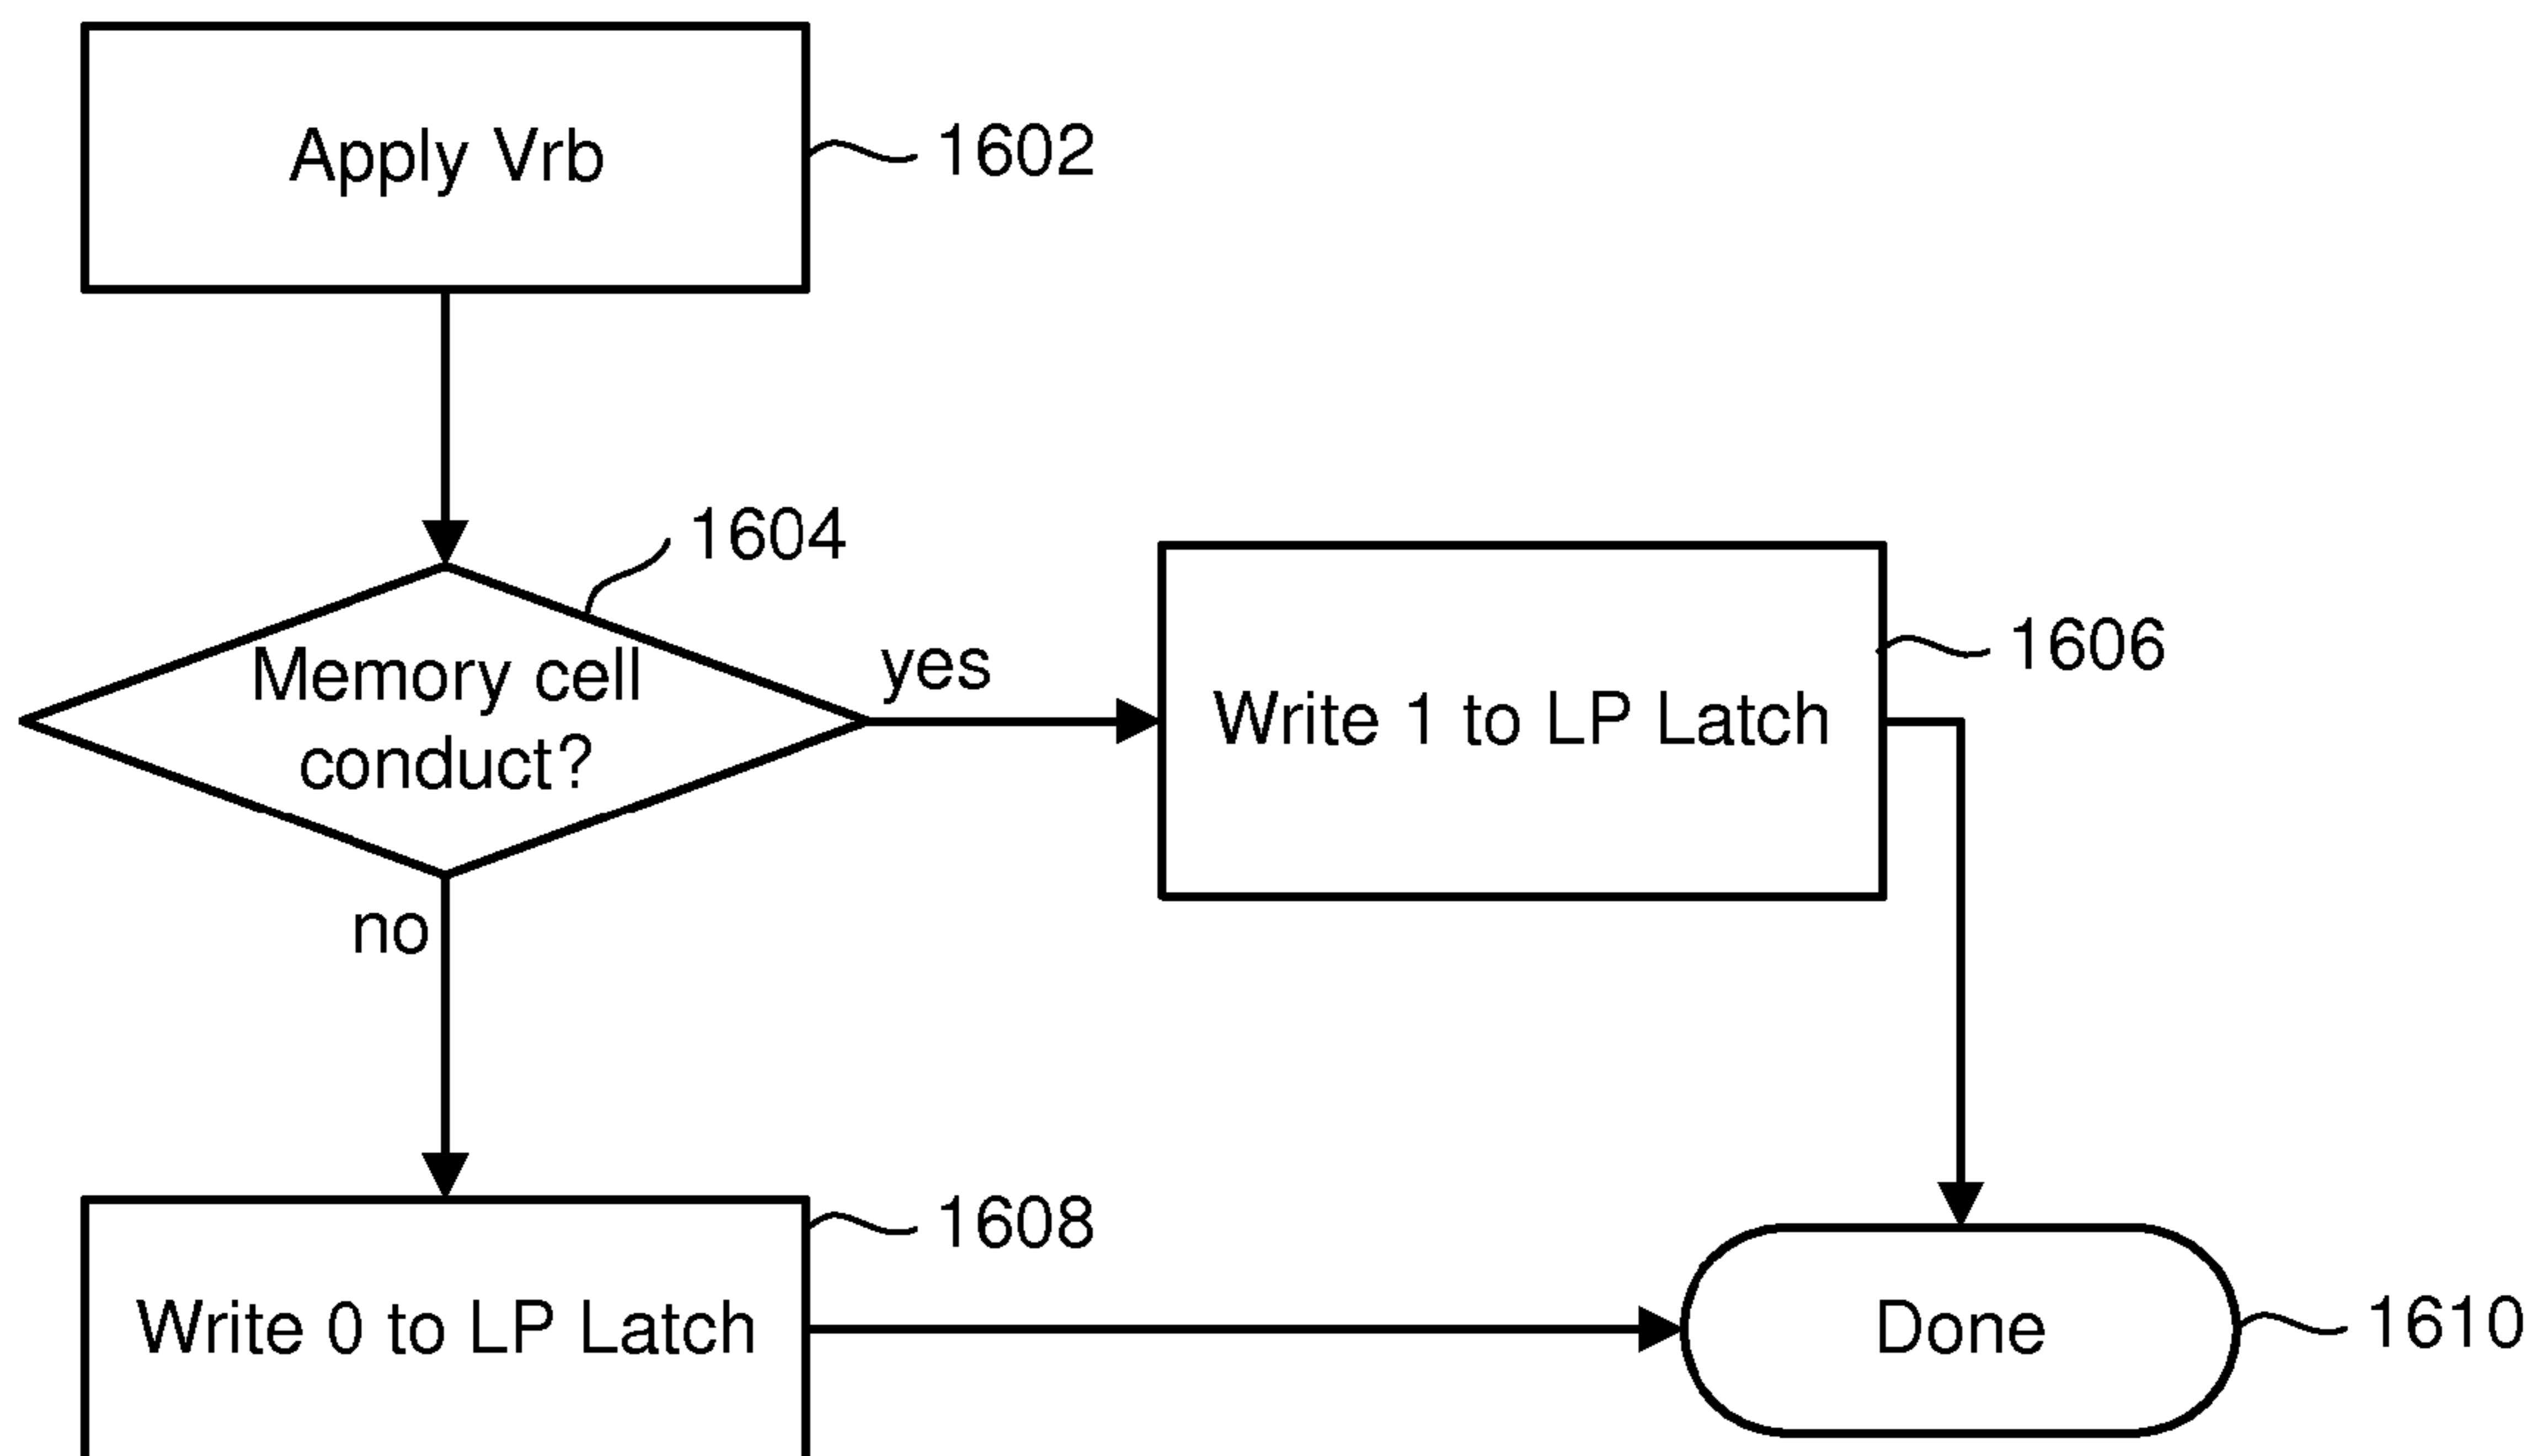 Apply Vrb
1602
1604
Memory cell
conduct?
yes
1606
Write 1 to LP Latch
no
1608
Write 0 to LP Latch
Done
1610